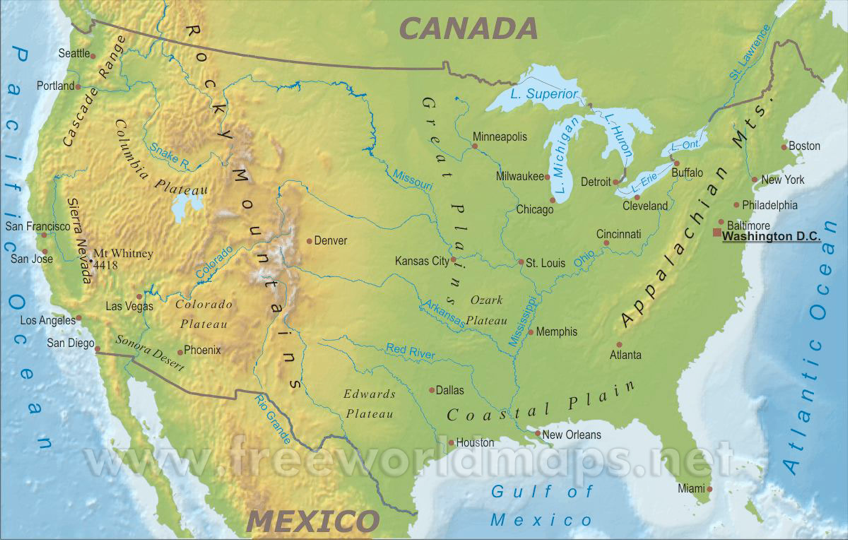 CANADA
Pacific Ocean
Seattle
Portland
Cascade Range
Rocky Mountains
Columbia Plateau
Snake R.
Great Plains
Missouri
Minneapolis
Milwaukee
Chicago
L. Superior
L. Michigan
L. Huron
L. Ont.
L. Erie
St. Lawrence
Detroit
Buffalo
Cleveland
Boston
New York
Philadelphia
Baltimore
Washington D.C.
Appalachian Mts.
Cincinnati
Ohio
San Francisco
San Jose
Sierra Nevada
Mt Whitney
4418
Las Vegas
Los Angeles
San Diego
Sonora Desert
Phoenix
Colorado
Colorado
Plateau
Denver
Kansas City
St. Louis
Arkansas
Ozark
Plateau
Mississippi
Memphis
Red River
Atlanta
Edwards
Plateau
Dallas
Coastal Plain
Rio Grande
Houston
New Orleans
Miami
Gulf of
Mexico
Atlantic Ocean
MEXICO
www.freeworldmaps.net